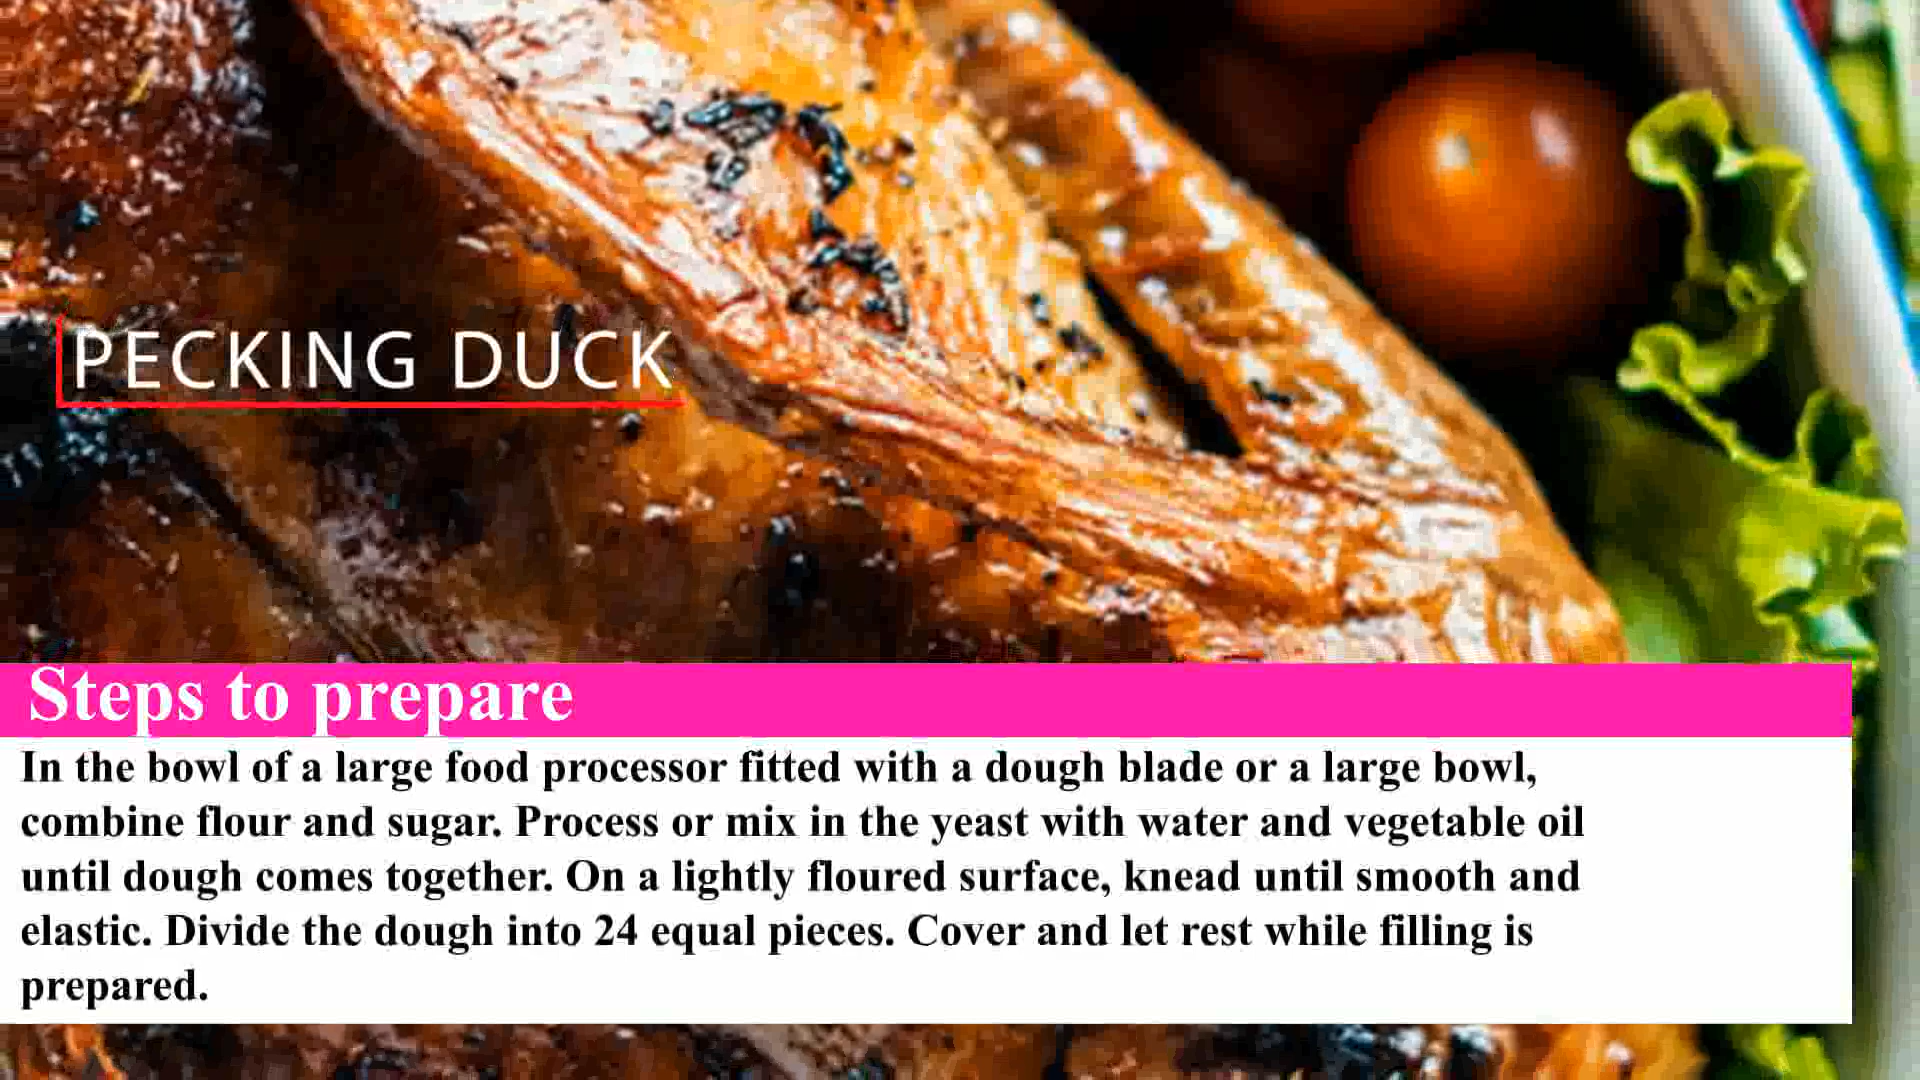 PECKING DUCK
Steps to prepare
In the bowl of a large food processor fitted with a dough blade or a large bowl,
combine flour and sugar. Process or mix in the yeast with water and vegetable oil
until dough comes together. On a lightly floured surface, knead until smooth and
elastic. Divide the dough into 24 equal pieces. Cover and let rest while filling is
prepared.